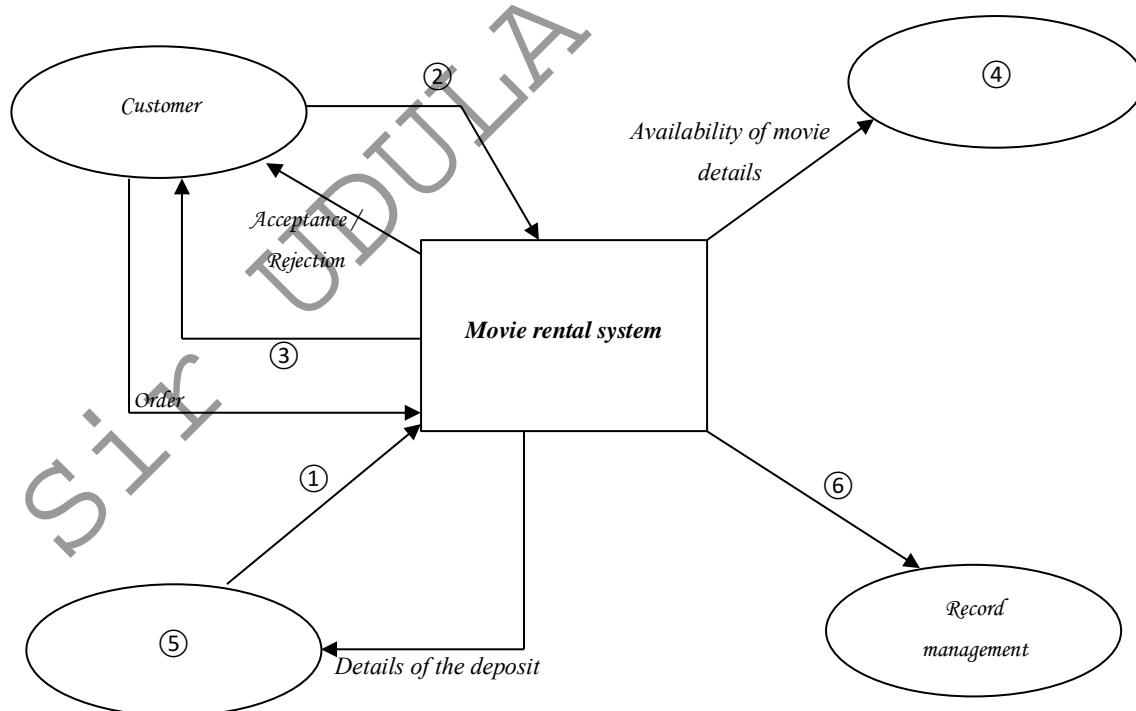 ②
④
Customer
Availability of movie
details
Acceptance /
Rejection
Movie rental system
③
Order
①
⑥
⑤
Details of the deposit
Record
management
Sir UDULA